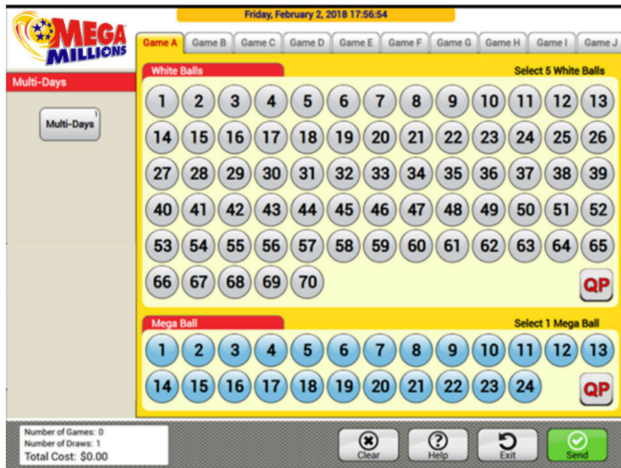 Friday, February 2, 2018 17:56:54
MEGA
MILLIONS
Game A Game B Game C Game D Game E Game F Game G Game H Game I Game J
Multi-Days
Multi-Days 1
White Balls Select 5 White Balls
1 2 3 4 5 6 7 8 9 10 11 12 13
14 15 16 17 18 19 20 21 22 23 24 25 26
27 28 29 30 31 32 33 34 35 36 37 38 39
40 41 42 43 44 45 46 47 48 49 50 51 52
53 54 55 56 57 58 59 60 61 62 63 64 65
66 67 68 69 70 QP
Mega Ball Select 1 Mega Ball
1 2 3 4 5 6 7 8 9 10 11 12 13
14 15 16 17 18 19 20 21 22 23 24 QP
Number of Games: 0
Number of Draws: 1
Total Cost: $0.00
Clear Help Exit Send